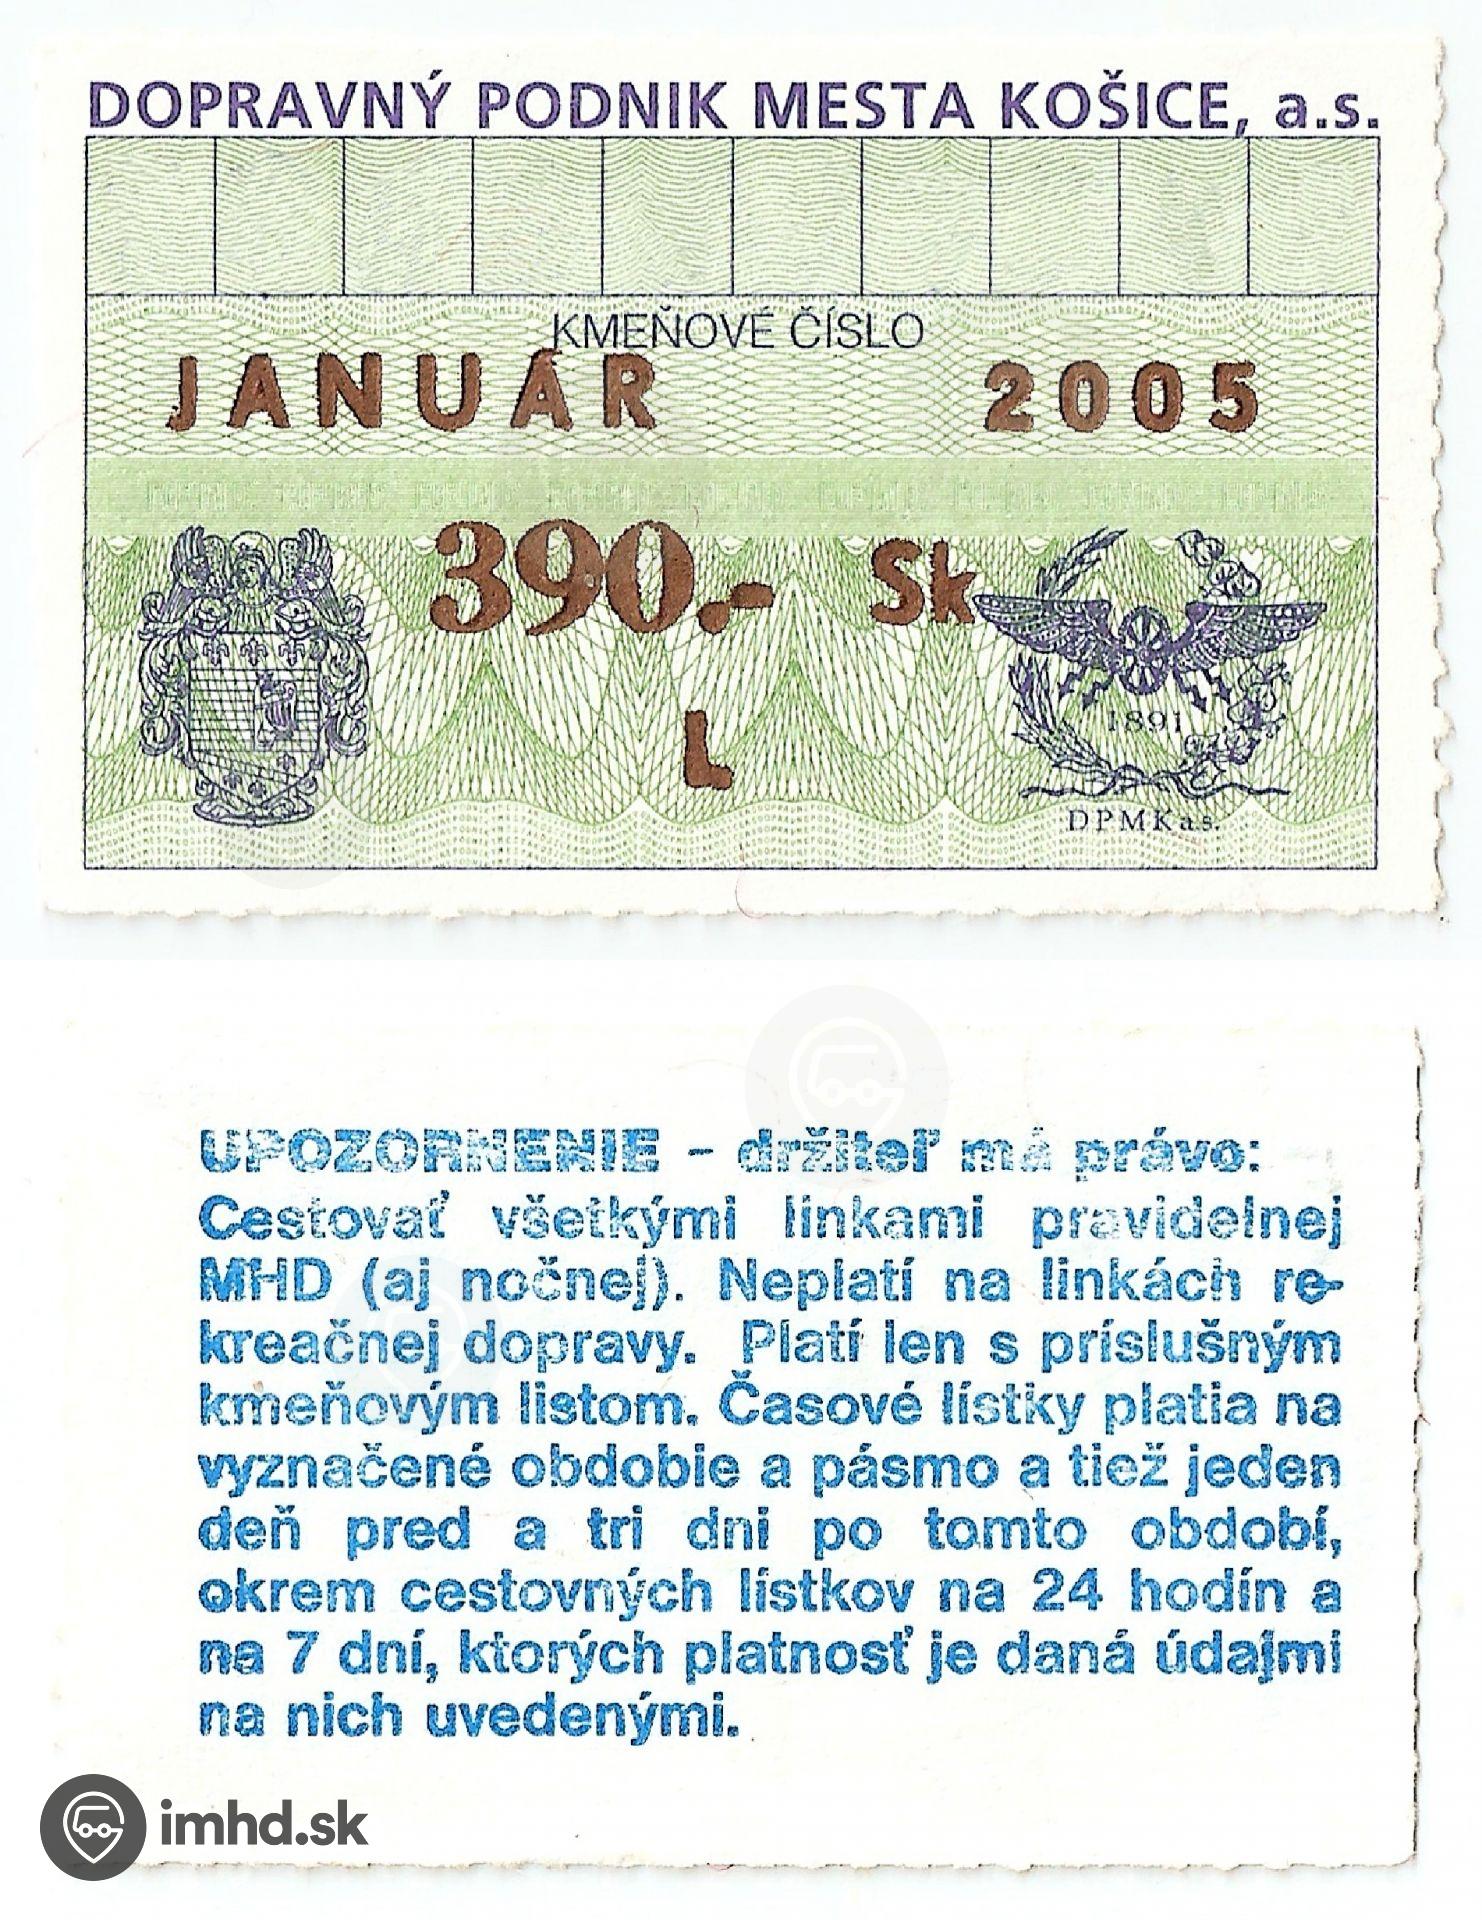 DOPRAVNÝ PODNIK MESTA KOŠICE, a.s.
KMEŇOVÉ ČÍSLO
JANUÁR 2005
390.- Sk
1891
L
DPMK a.s.
UPOZORNENIE - držiteľ má právo:
Cestovať všetkými linkami pravidelnej
MHD (aj nočnej). Neplatí na linkách re-
kreačnej dopravy. Platí len s príslušným
kmeňovým listom. Časové lístky platia na
vyznačené obdobie a pásmo a tiež jeden
deň pred a tri dni po tomto období,
okrem cestovných lístkov na 24 hodín a
na 7 dní, ktorých platnosť je daná údajmi
na nich uvedenými.
imhd.sk